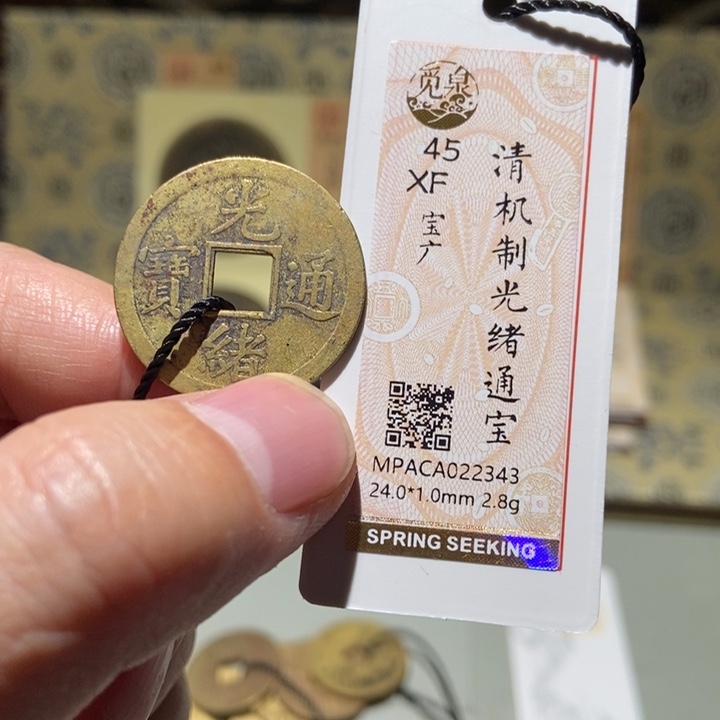 光
寶 通
緒
觅泉
45
XF
宝广
清机制光绪通宝
MPACA022343
24.0*1.0mm 2.8g
SPRING SEEKING